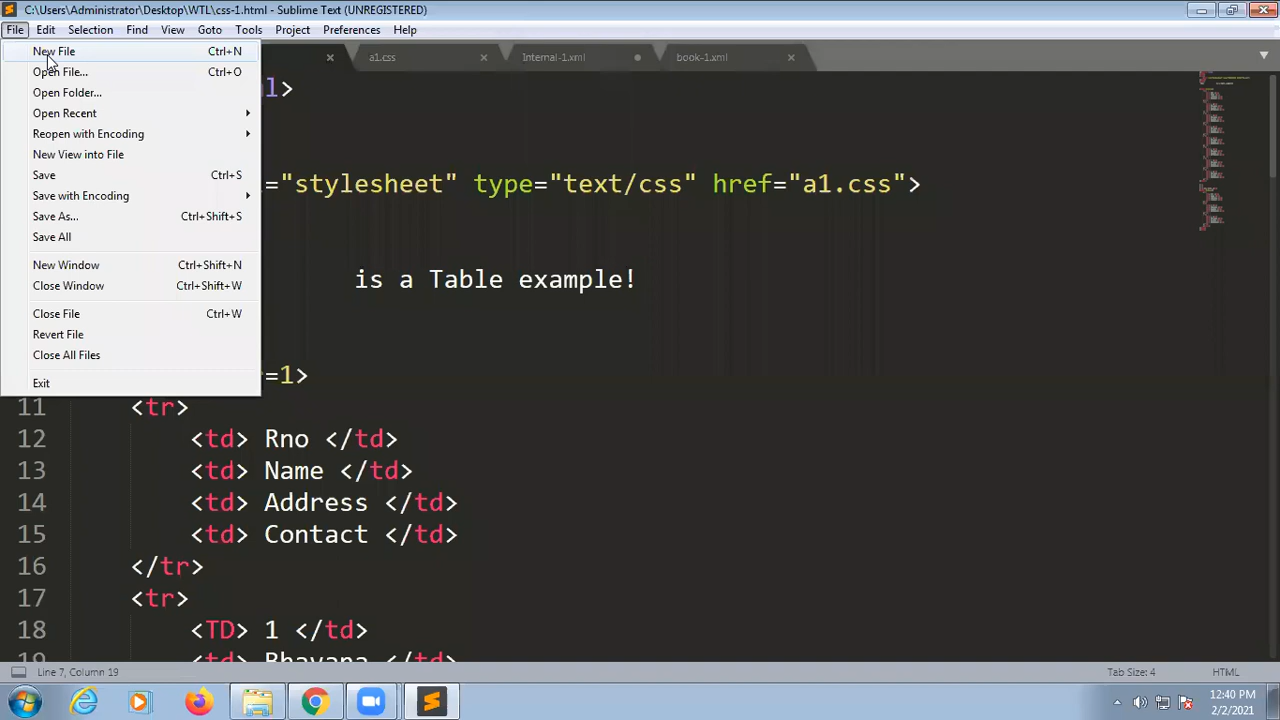 C:\Users\Administrator\Desktop\WTL\css-1.html - Sublime Text (UNREGISTERED)
File Edit Selection Find View Goto Tools Project Preferences Help
a1.css Internal-1.xml book-1.xml
New File Ctrl+N
Open File... Ctrl+O
Open Folder...
Open Recent
Reopen with Encoding
New View into File
Save Ctrl+S
Save with Encoding
Save As... Ctrl+Shift+S
Save All
New Window Ctrl+Shift+N
Close Window Ctrl+Shift+W
Close File Ctrl+W
Revert File
Close All Files
Exit
l>
="stylesheet" type="text/css" href="a1.css">
is a Table example!
=1>
11 <tr>
12 <td> Rno </td>
13 <td> Name </td>
14 <td> Address </td>
15 <td> Contact </td>
16 </tr>
17 <tr>
18 <TD> 1 </td>
19 <td> Bhavana </td>
Line 7, Column 19 Tab Size: 4 HTML
12:40 PM
2/2/2021